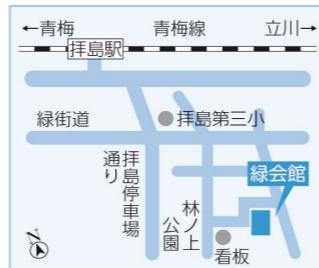 ←青梅 青梅線 立川→
拝島駅
緑街道 拝島第三小
拝島停車場
通り
林ノ上
公園
緑会館
看板
N